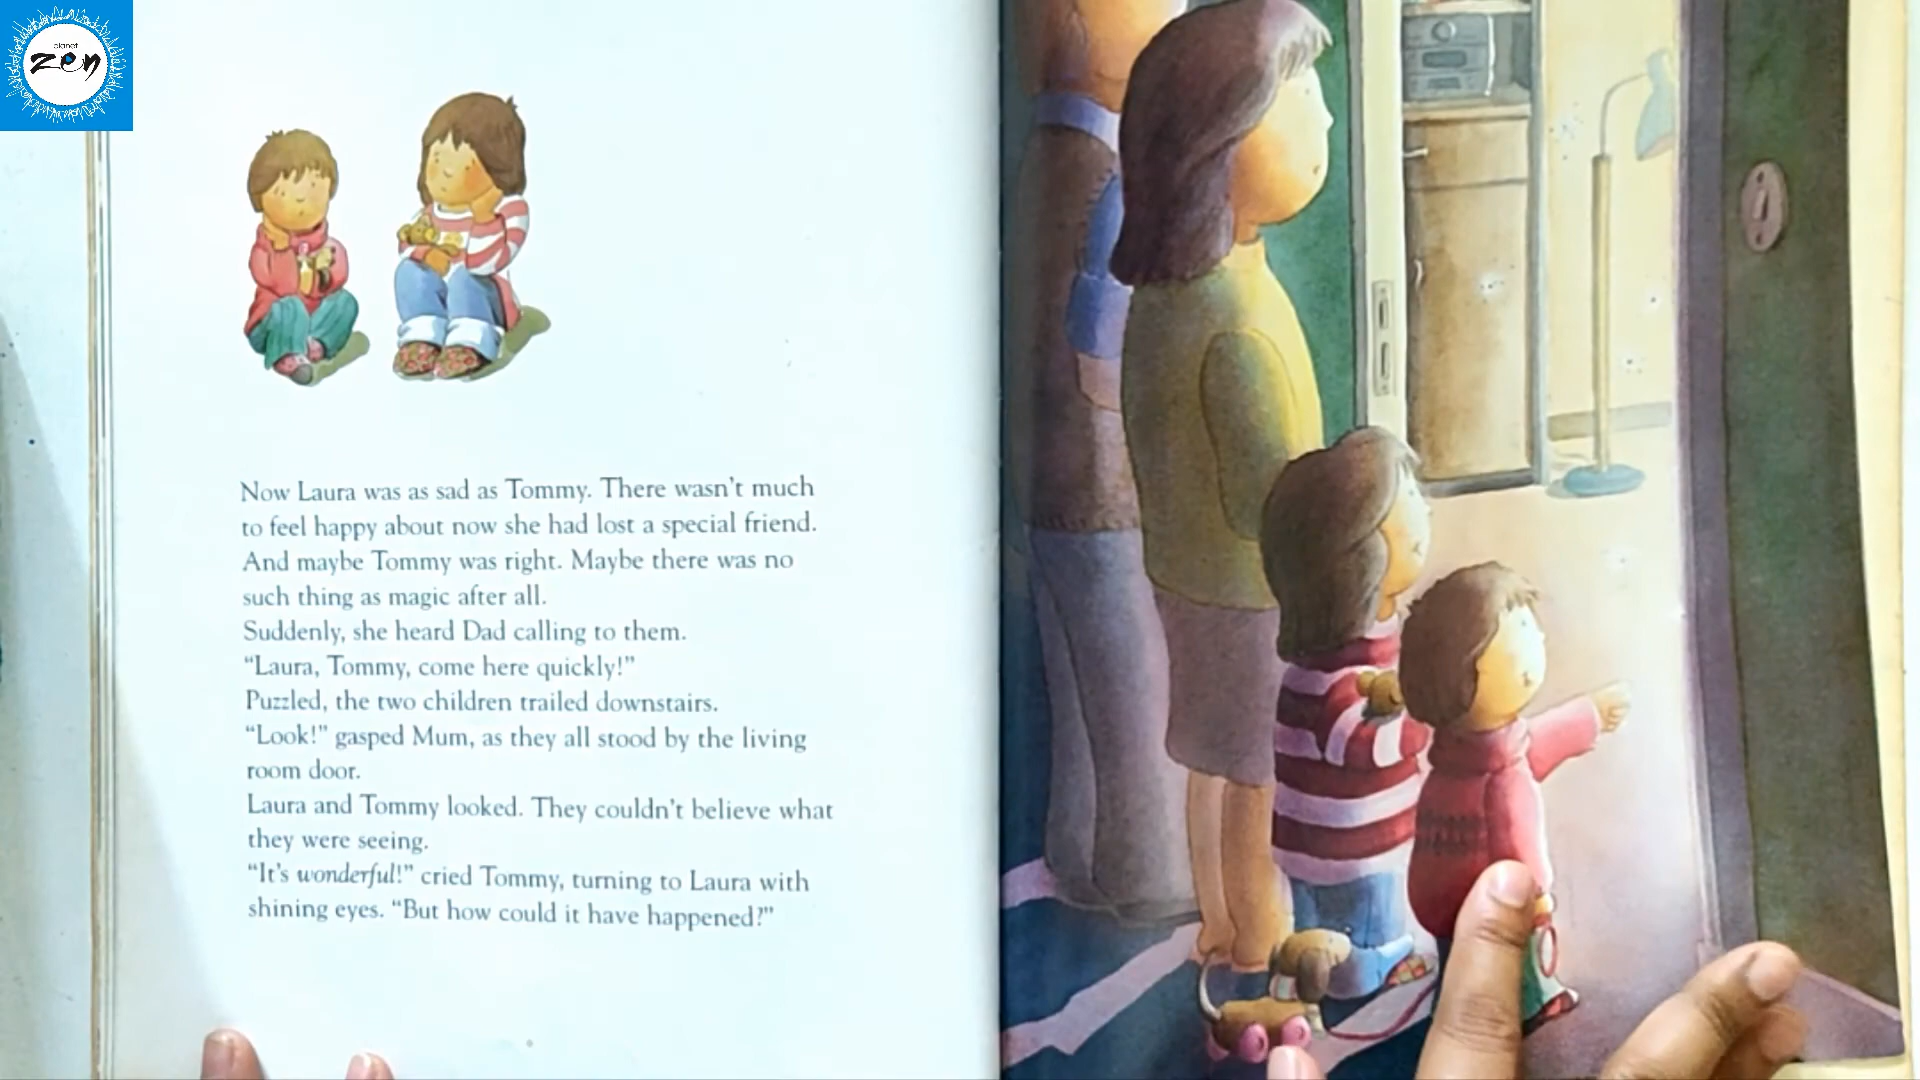 planet
zen
Now Laura was as sad as Tommy. There wasn't much
to feel happy about now she had lost a special friend.
And maybe Tommy was right. Maybe there was no
such thing as magic after all.
Suddenly, she heard Dad calling to them.
“Laura, Tommy, come here quickly!”
Puzzled, the two children trailed downstairs.
“Look!” gasped Mum, as they all stood by the living
room door.
Laura and Tommy looked. They couldn't believe what
they were seeing.
“It's wonderful!” cried Tommy, turning to Laura with
shining eyes. “But how could it have happened?”